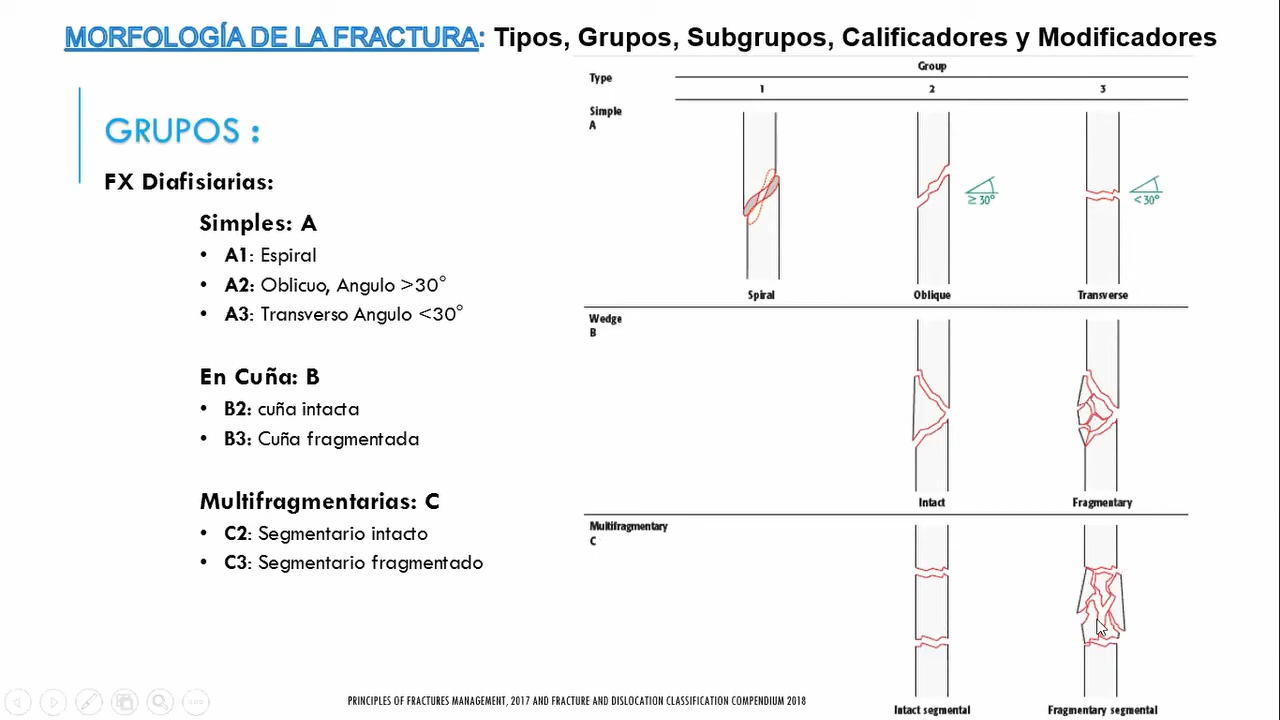 MORFOLOGÍA DE LA FRACTURA: Tipos, Grupos, Subgrupos, Calificadores y Modificadores
GRUPOS :
FX Diafisiarias:
Simples: A
• A1: Espiral
• A2: Oblicuo, Angulo >30°
• A3: Transverso Angulo <30°
En Cuña: B
• B2: cuña intacta
• B3: Cuña fragmentada
Multifragmentarias: C
• C2: Segmentario intacto
• C3: Segmentario fragmentado
Group
Type
1 2 3
Simple
A
≥ 30°
< 30°
Spiral Oblique Transverse
Wedge
B
Intact Fragmentary
Multifragmentary
C
Intact segmental Fragmentary segmental
PRINCIPLES OF FRACTURES MANAGEMENT, 2017 AND FRACTURE AND DISLOCATION CLASSIFICATION COMPENDIUM 2018